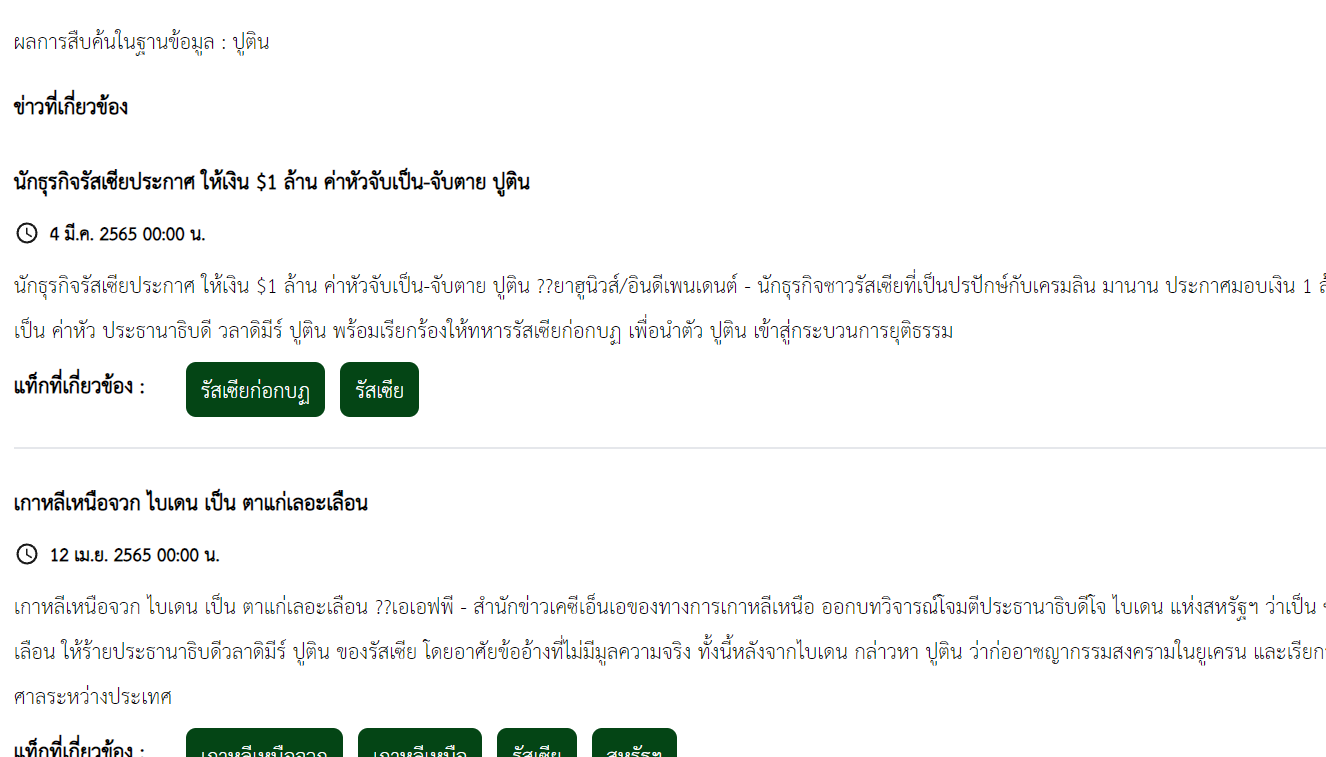 ผลการสืบค้นในฐานข้อมูล : ปูติน
ข่าวที่เกี่ยวข้อง
นักธุรกิจรัสเซียประกาศ ให้เงิน $1 ล้าน ค่าหัวจับเป็น-จับตาย ปูติน
4 มี.ค. 2565 00:00 น.
นักธุรกิจรัสเซียประกาศ ให้เงิน $1 ล้าน ค่าหัวจับเป็น-จับตาย ปูติน ??ยาฮูนิวส์/อินดีเพนเดนต์ - นักธุรกิจชาวรัสเซียที่เป็นปรปักษ์กับเครมลิน มานาน ประกาศมอบเงิน 1
เป็น ค่าหัว ประธานาธิบดี วลาดิมีร์ ปูติน พร้อมเรียกร้องให้ทหารรัสเซียก่อกบฏ เพื่อนำตัว ปูติน เข้าสู่กระบวนการยุติธรรม
แท็กที่เกี่ยวข้อง : รัสเซียก่อกบฏ รัสเซีย
เกาหลีเหนือจวก ไบเดน เป็น ตาแก่เลอะเลือน
12 เม.ย. 2565 00:00 น.
เกาหลีเหนือจวก ไบเดน เป็น ตาแก่เลอะเลือน ??เอเอฟพี - สำนักข่าวเคซีเอ็นเอของทางการเกาหลีเหนือ ออกบทวิจารณ์โจมตีประธานาธิบดีโจ ไบเดน แห่งสหรัฐฯ ว่าเป็น
เลือน ให้ร้ายประธานาธิบดีวลาดิมีร์ ปูติน ของรัสเซีย โดยอาศัยข้ออ้างที่ไม่มีมูลความจริง ทั้งนี้หลังจากไบเดน กล่าวหา ปูติน ว่าก่ออาชญากรรมสงครามในยูเครน และเรียก
ศาลระหว่างประเทศ
แท็กที่เกี่ยวข้อง : เกาหลีเหนือจวก เกาหลีเหนือ รัสเซีย สหรัฐฯ